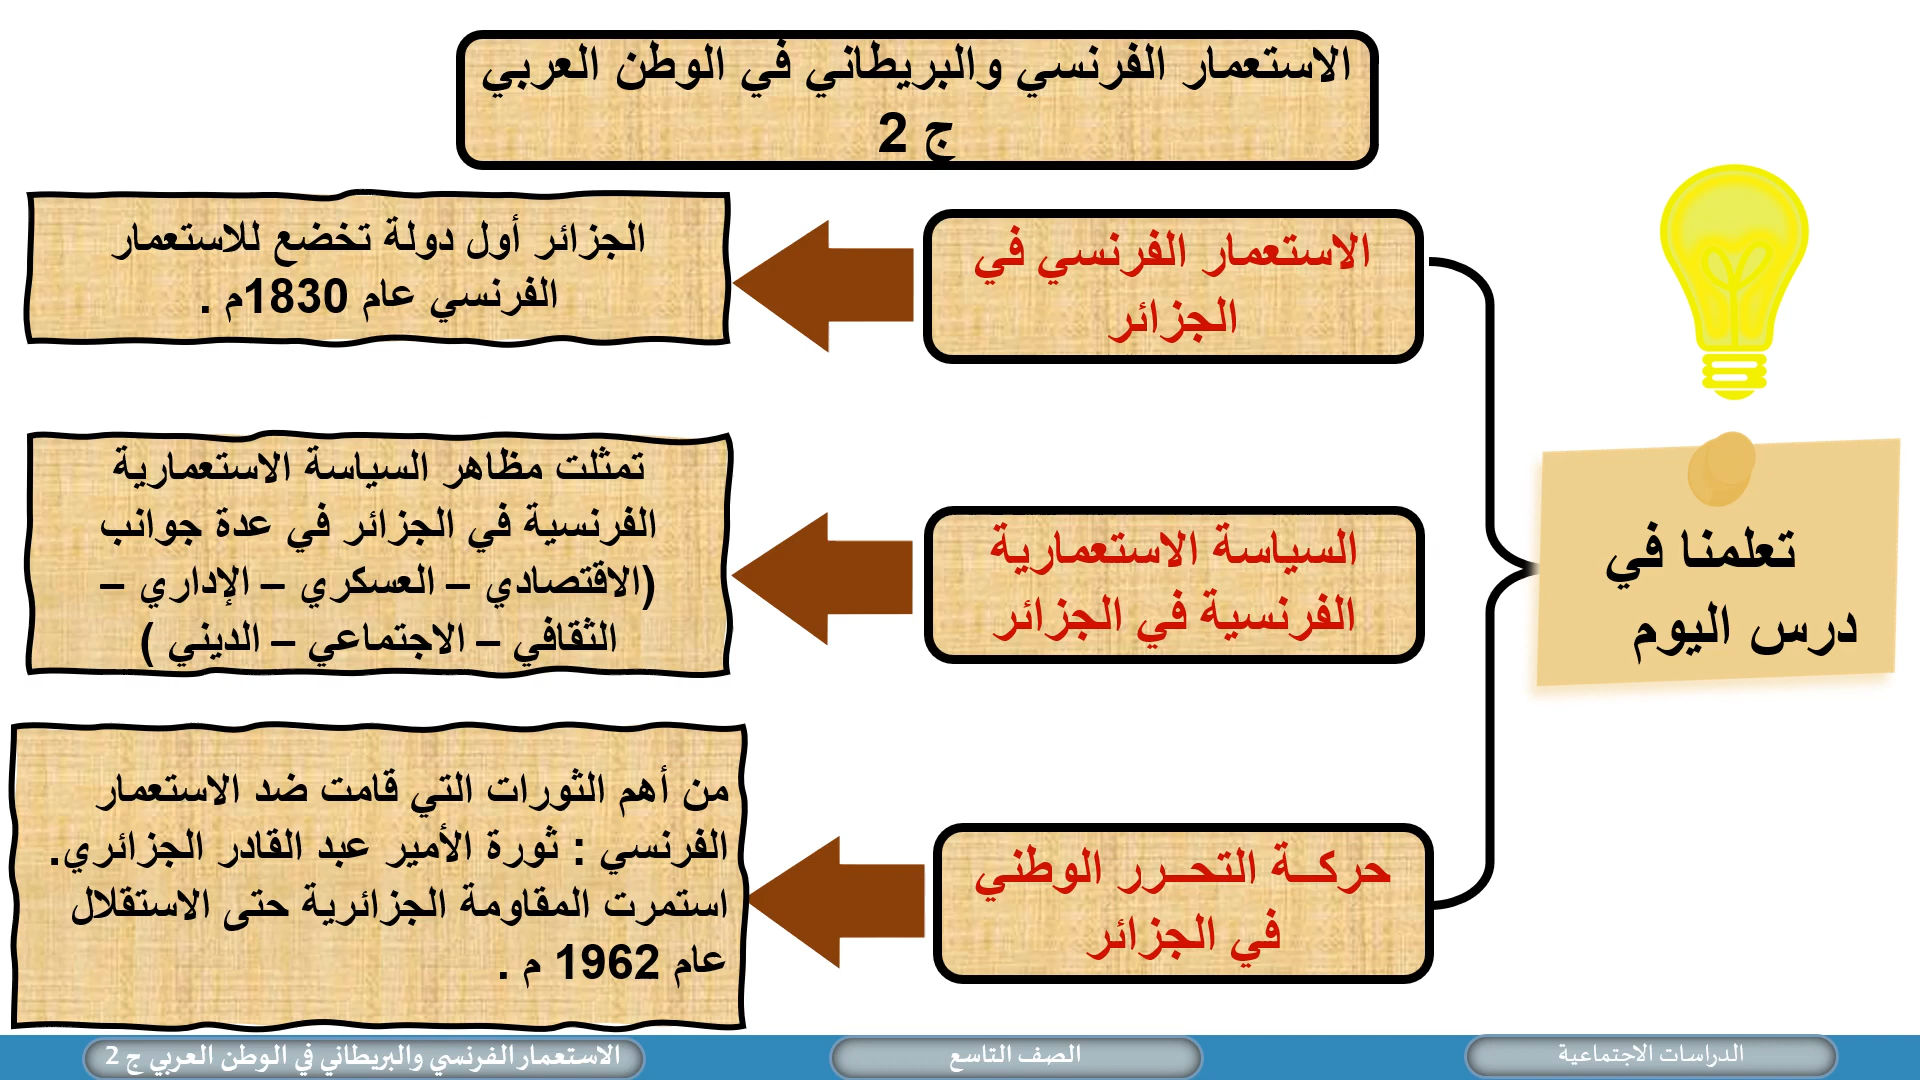 الاستعمار الفرنسي والبريطاني في الوطن العربي
ج 2
تعلمنا في
درس اليوم
الاستعمار الفرنسي في
الجزائر
الجزائر أول دولة تخضع للاستعمار
الفرنسي عام 1830م .
السياسة الاستعمارية
الفرنسية في الجزائر
تمثلت مظاهر السياسة الاستعمارية
الفرنسية في الجزائر في عدة جوانب
(الاقتصادي – العسكري – الإداري –
الثقافي – الاجتماعي – الديني )
حركــة التحــرر الوطني
في الجزائر
من أهم الثورات التي قامت ضد الاستعمار
الفرنسي : ثورة الأمير عبد القادر الجزائري.
استمرت المقاومة الجزائرية حتى الاستقلال
عام 1962 م .
الدراسات الاجتماعية
الصف التاسع
الاستعمار الفرنسي والبريطاني في الوطن العربي ج 2